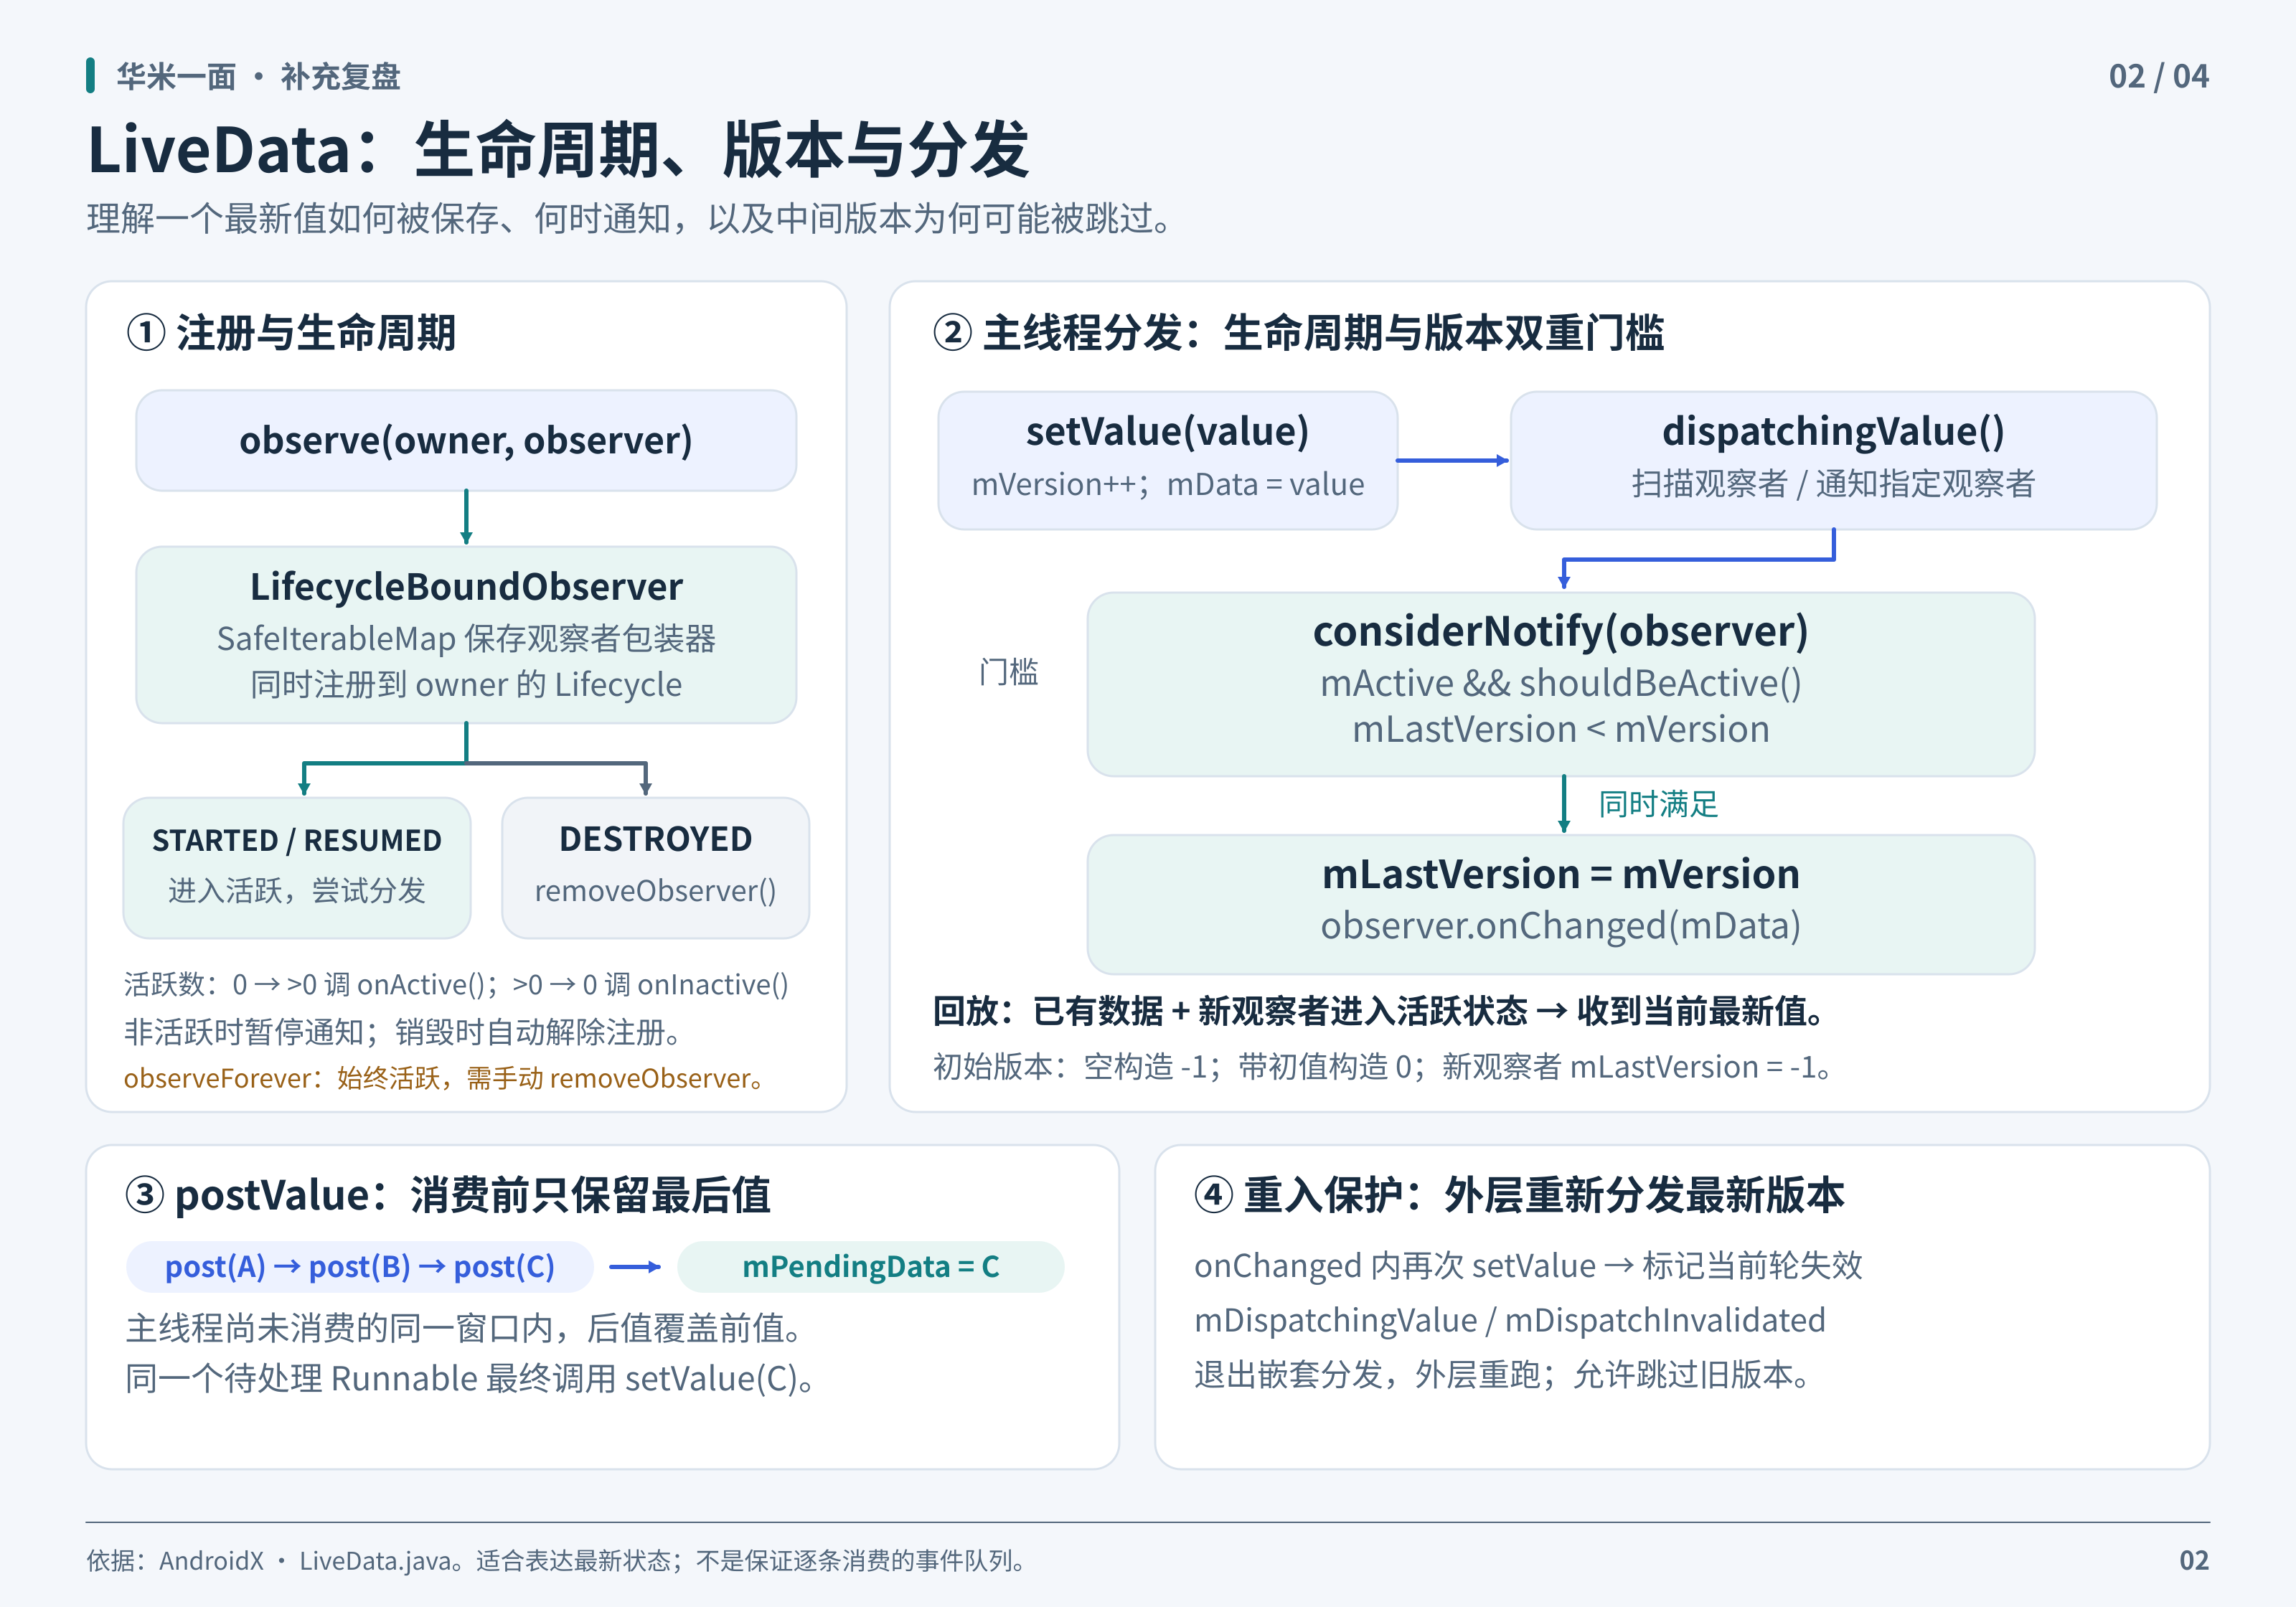 华米一面 · 补充复盘
02 / 04
LiveData：生命周期、版本与分发
理解一个最新值如何被保存、何时通知，以及中间版本为何可能被跳过。
① 注册与生命周期
observe(owner, observer)
LifecycleBoundObserver
SafeIterableMap 保存观察者包装器
同时注册到 owner 的 Lifecycle
STARTED / RESUMED
进入活跃，尝试分发
DESTROYED
removeObserver()
活跃数：0 → >0 调 onActive()；>0 → 0 调 onInactive()
非活跃时暂停通知；销毁时自动解除注册。
observeForever：始终活跃，需手动 removeObserver。
② 主线程分发：生命周期与版本双重门槛
setValue(value)
mVersion++；mData = value
dispatchingValue()
扫描观察者 / 通知指定观察者
门槛
considerNotify(observer)
mActive && shouldBeActive()
mLastVersion < mVersion
同时满足
mLastVersion = mVersion
observer.onChanged(mData)
回放：已有数据 + 新观察者进入活跃状态 → 收到当前最新值。
初始版本：空构造 -1；带初值构造 0；新观察者 mLastVersion = -1。
③ postValue：消费前只保留最后值
post(A) → post(B) → post(C)
mPendingData = C
主线程尚未消费的同一窗口内，后值覆盖前值。
同一个待处理 Runnable 最终调用 setValue(C)。
④ 重入保护：外层重新分发最新版本
onChanged 内再次 setValue → 标记当前轮失效
mDispatchingValue / mDispatchInvalidated
退出嵌套分发，外层重跑；允许跳过旧版本。
依据：AndroidX · LiveData.java。适合表达最新状态；不是保证逐条消费的事件队列。
02